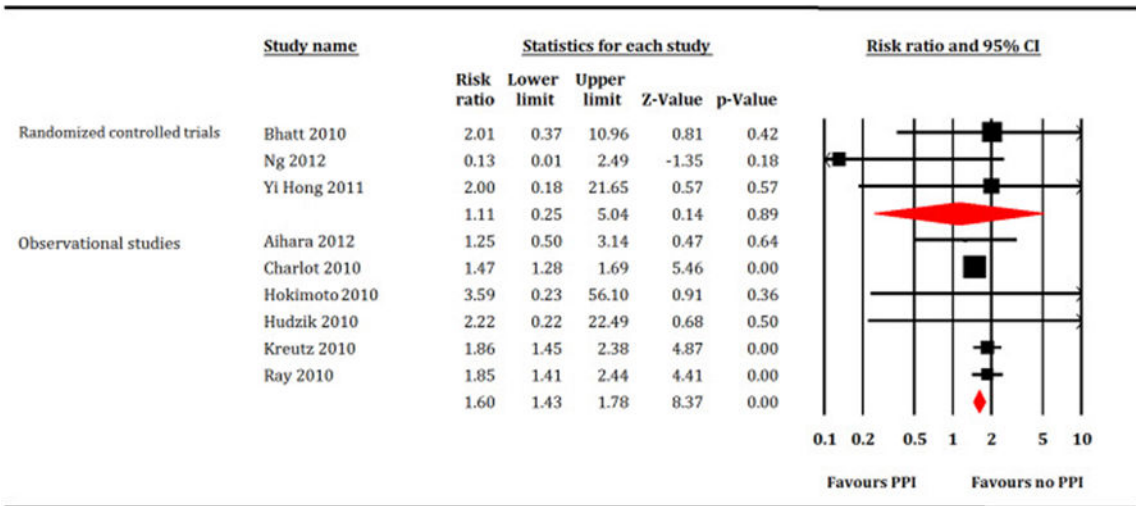 Study name Statistics for each study Risk ratio and 95% CI
Risk Lower Upper
ratio limit limit Z-Value p-Value
Randomized controlled trials Bhatt 2010 2.01 0.37 10.96 0.81 0.42
Ng 2012 0.13 0.01 2.49 -1.35 0.18
Yi Hong 2011 2.00 0.18 21.65 0.57 0.57
1.11 0.25 5.04 0.14 0.89
Observational studies Aihara 2012 1.25 0.50 3.14 0.47 0.64
Charlot 2010 1.47 1.28 1.69 5.46 0.00
Hokimoto 2010 3.59 0.23 56.10 0.91 0.36
Hudzik 2010 2.22 0.22 22.49 0.68 0.50
Kreutz 2010 1.86 1.45 2.38 4.87 0.00
Ray 2010 1.85 1.41 2.44 4.41 0.00
1.60 1.43 1.78 8.37 0.00
0.1 0.2 0.5 1 2 5 10
Favours PPI Favours no PPI